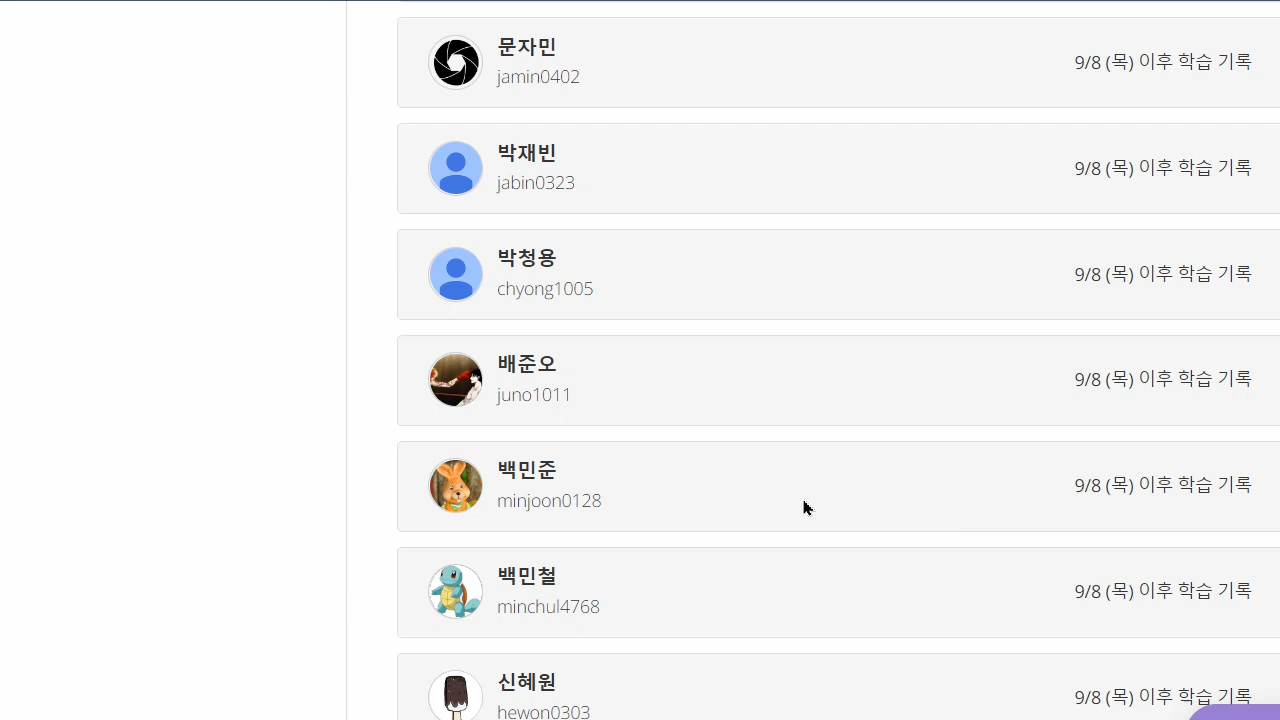 문자민
jamin0402
9/8 (목) 이후 학습 기록
박재빈
jabin0323
9/8 (목) 이후 학습 기록
박청용
chyong1005
9/8 (목) 이후 학습 기록
배준오
juno1011
9/8 (목) 이후 학습 기록
백민준
minjoon0128
9/8 (목) 이후 학습 기록
백민철
minchul4768
9/8 (목) 이후 학습 기록
신혜원
hewon0303
9/8 (목) 이후 학습 기록